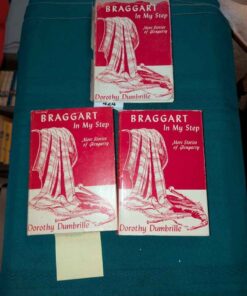 BRAGGART
In My Step
More Stories
of Glengarry
Dorothy Dumbrille
BRAGGART
In My Step
More Stories
of Glengarry
Dorothy Dumbrille
BRAGGART
In My Step
More Stories
of Glengarry
Dorothy Dumbrille